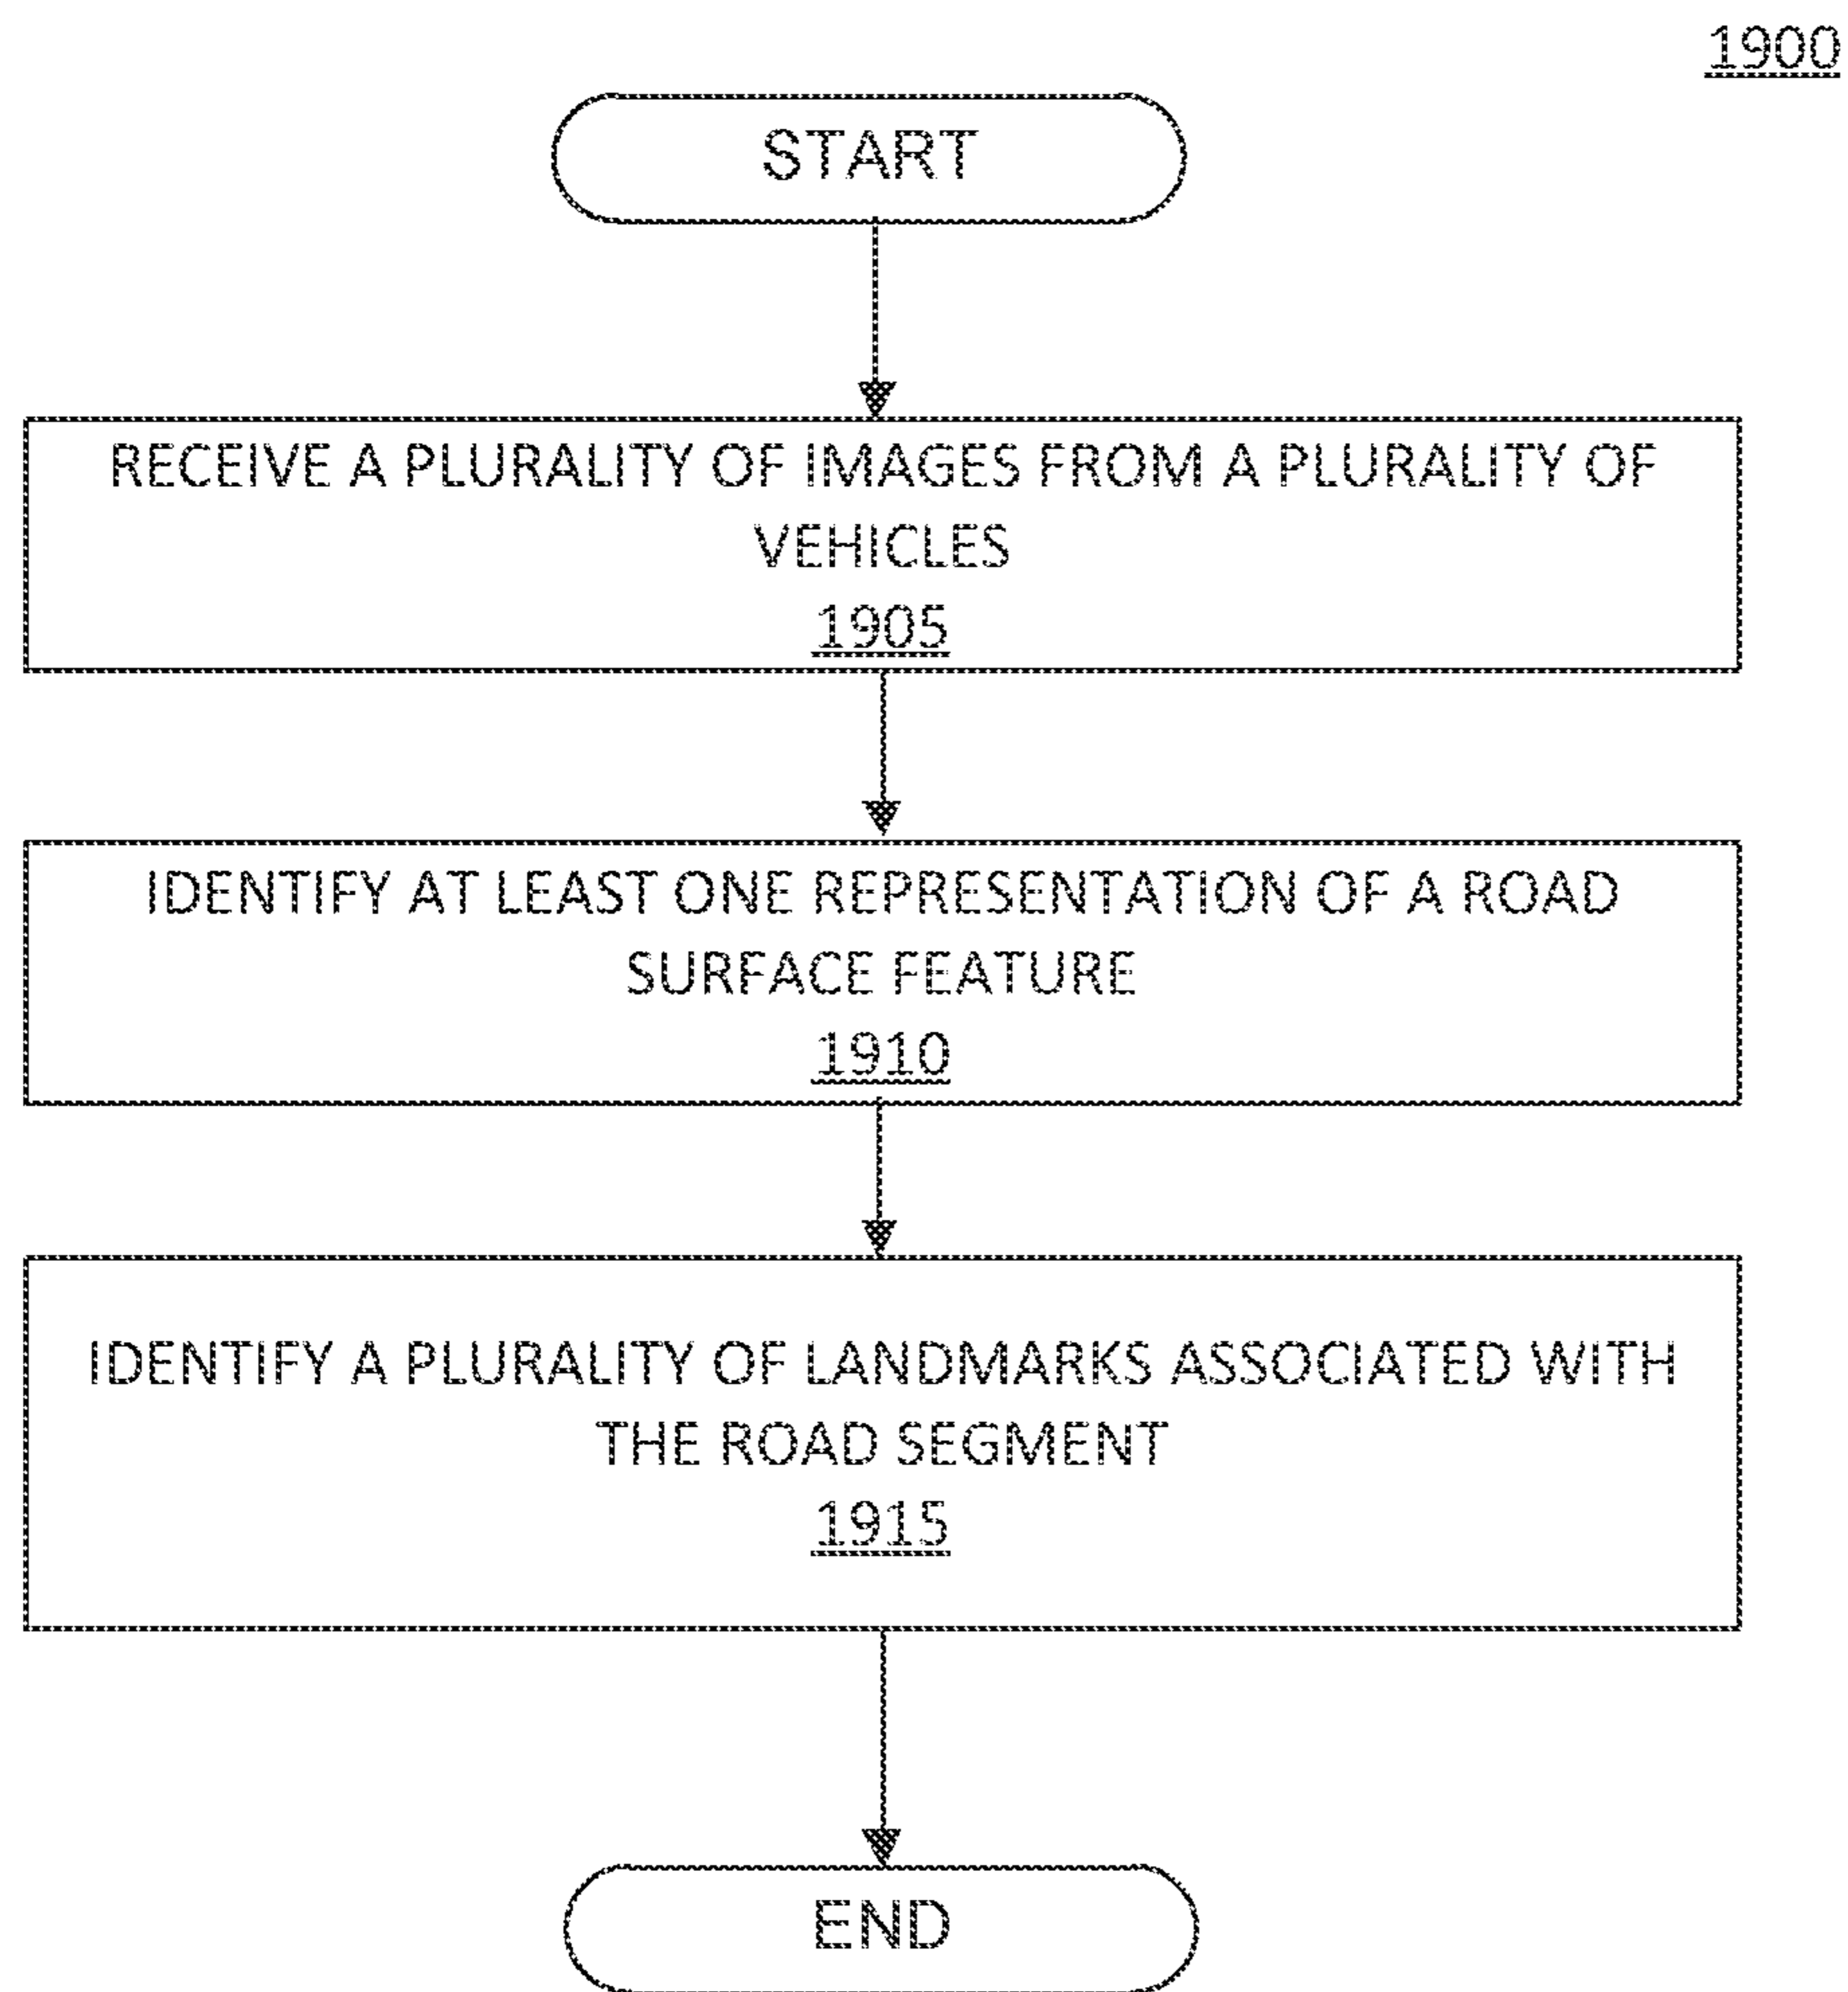 1900
START
RECEIVE A PLURALITY OF IMAGES FROM A PLURALITY OF
VEHICLES
1905
IDENTIFY AT LEAST ONE REPRESENTATION OF A ROAD
SURFACE FEATURE
1910
IDENTIFY A PLURALITY OF LANDMARKS ASSOCIATED WITH
THE ROAD SEGMENT
1915
END